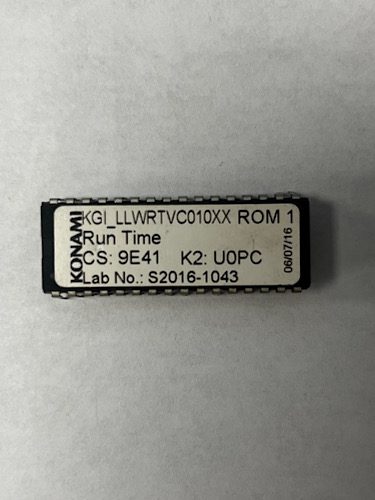 KONAMI
KGI_LLWRTVC010XX ROM 1
Run Time
CS: 9E41 K2: U0PC
Lab No.: S2016-1043
06/07/16